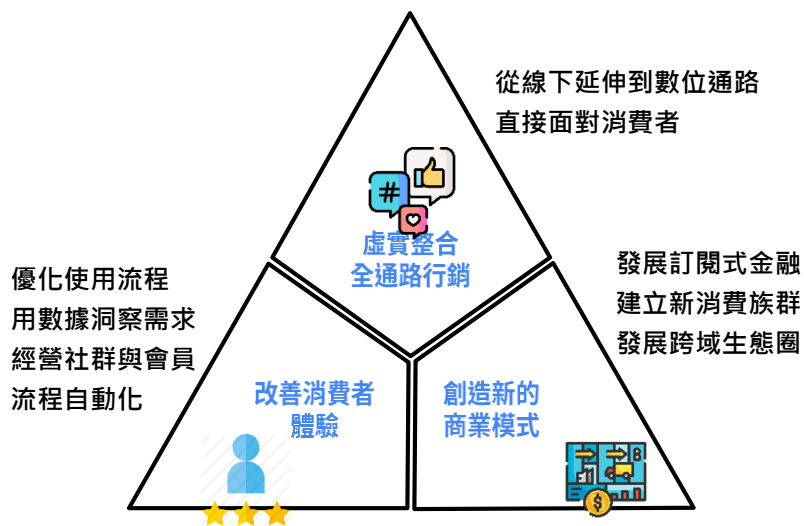 從線下延伸到數位通路
直接面對消費者
#
虛實整合
全通路行銷
優化使用流程
用數據洞察需求
經營社群與會員
流程自動化
發展訂閱式金融
建立新消費族群
發展跨域生態圈
改善消費者
體驗
創造新的
商業模式
B
$